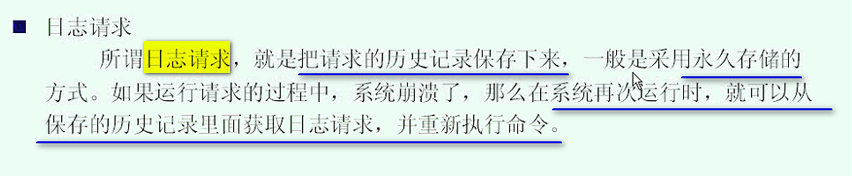 日志请求
所谓日志请求，就是把请求的历史记录保存下来，一般是采用永久存储的
方式。如果运行请求的过程中，系统崩溃了，那么在系统再次运行时，就可以从
保存的历史记录里面获取日志请求，并重新执行命令。